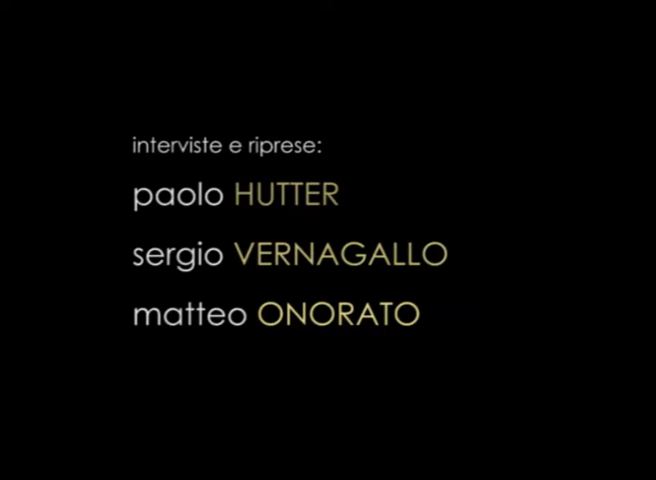 interviste e riprese:
paolo HUTTER
sergio VERNAGALLO
matteo ONORATO